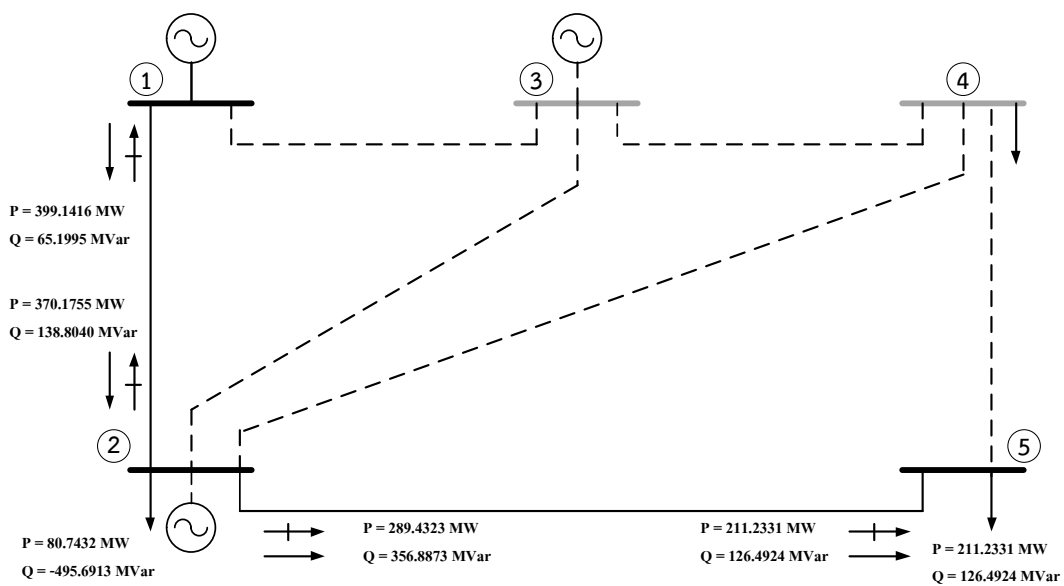 1
3
4
P = 399.1416 MW
Q = 65.1995 MVar
P = 370.1755 MW
Q = 138.8040 MVar
2
5
P = 80.7432 MW
Q = -495.6913 MVar
P = 289.4323 MW
Q = 356.8873 MVar
P = 211.2331 MW
Q = 126.4924 MVar
P = 211.2331 MW
Q = 126.4924 MVar